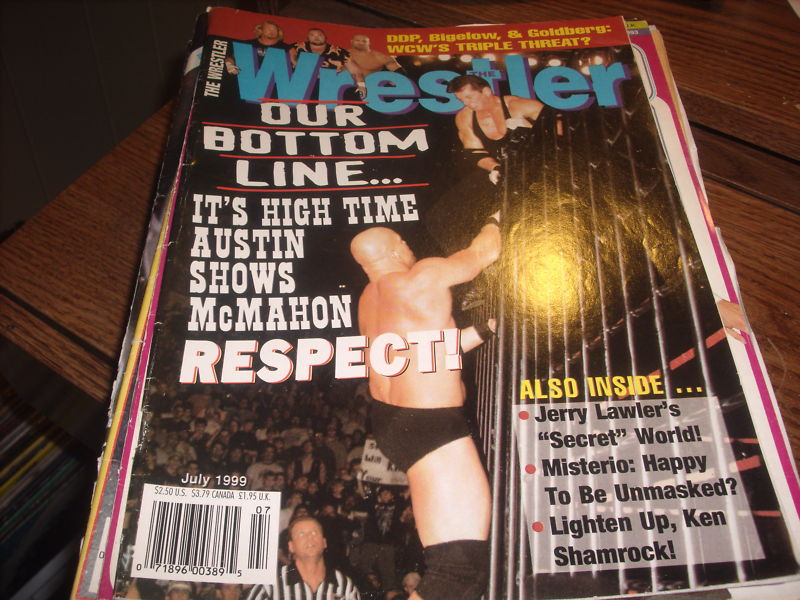 DDP, Bigelow, & Goldberg:
WCW'S TRIPLE THREAT?
THE WRESTLER
THE
Wrestler
OUR
BOTTOM
LINE...
IT'S HIGH TIME
AUSTIN
SHOWS
McMAHON
RESPECT!
ALSO INSIDE ...
• Jerry Lawler's
"Secret" World!
• Misterio: Happy
To Be Unmasked?
• Lighten Up, Ken
Shamrock!
July 1999
$2.50 U.S. $3.79 CANADA £1.95 U.K.
07
0 71896 00389 5